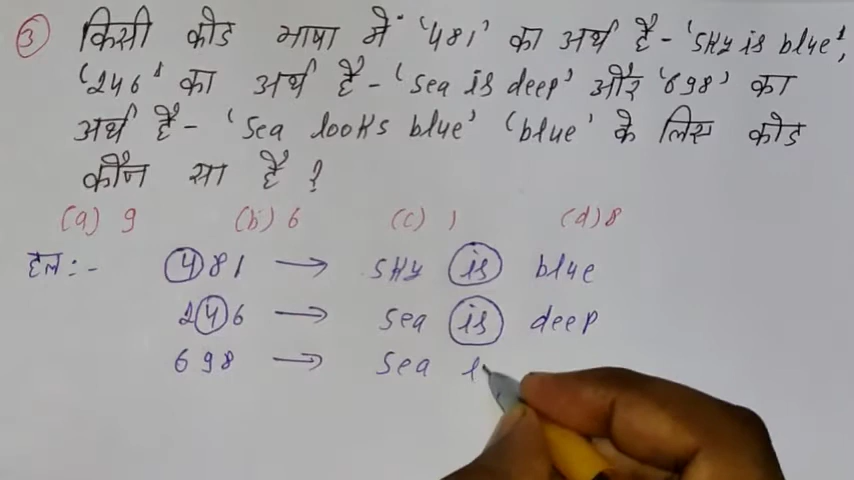 3 किसी कोड भाषा में '481' का अर्थ है - 'SKy is blue',
'246' का अर्थ है - 'Sea is deep' और '698' का
अर्थ है - 'Sea looks blue' 'blue' के लिए कोड
कौन सा है ?
(a) 9 (b) 6 (c) 1 (d) 8
हल :- 481 → SKy is blue
246 → Sea is deep
698 → Sea l